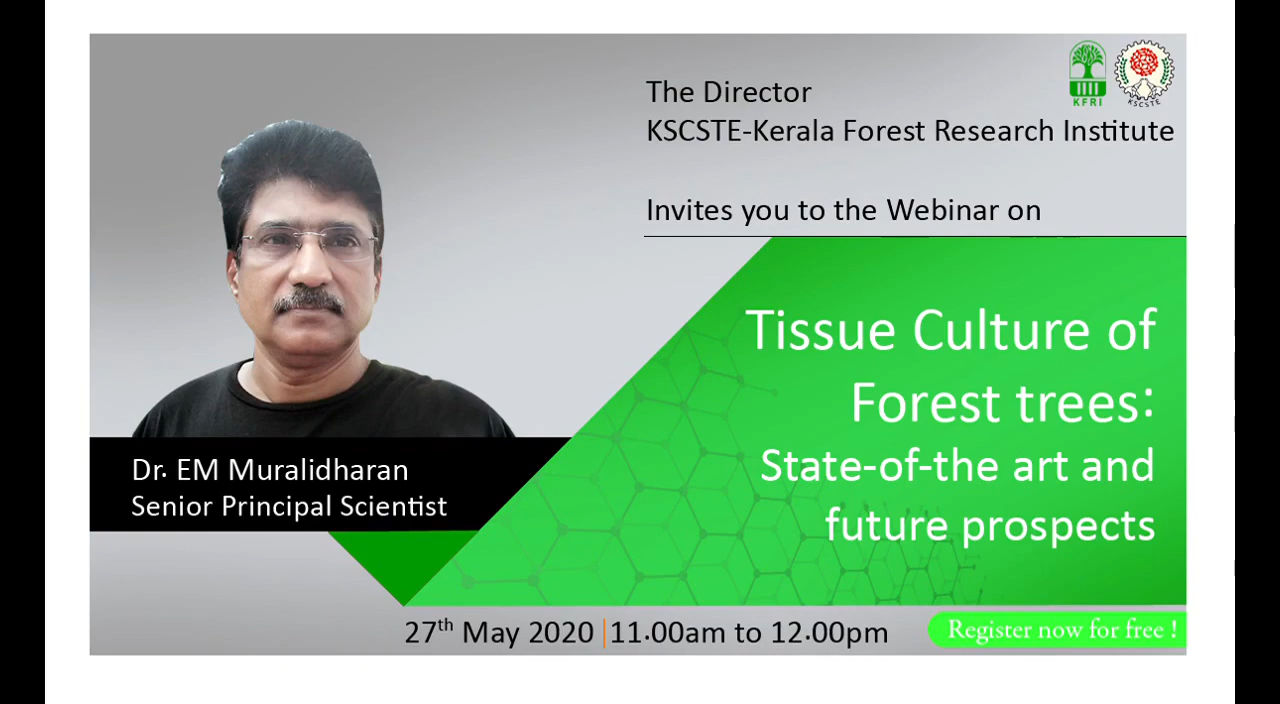 KFRI
KSCSTE
The Director
KSCSTE-Kerala Forest Research Institute
Invites you to the Webinar on
Tissue Culture of
Forest trees:
State-of-the art and
future prospects
Dr. EM Muralidharan
Senior Principal Scientist
27th May 2020 |11.00am to 12.00pm
Register now for free !